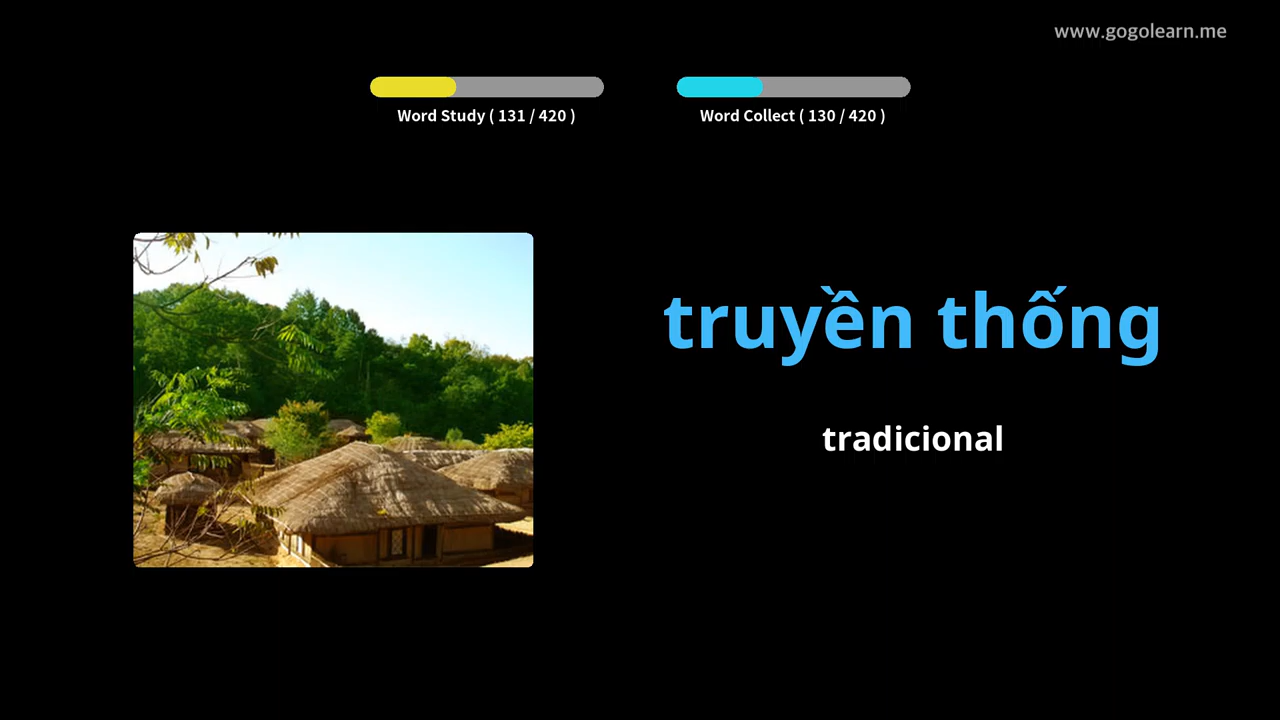 www.gogolearn.me
Word Study ( 131 / 420 )
Word Collect ( 130 / 420 )
truyền thống
tradicional